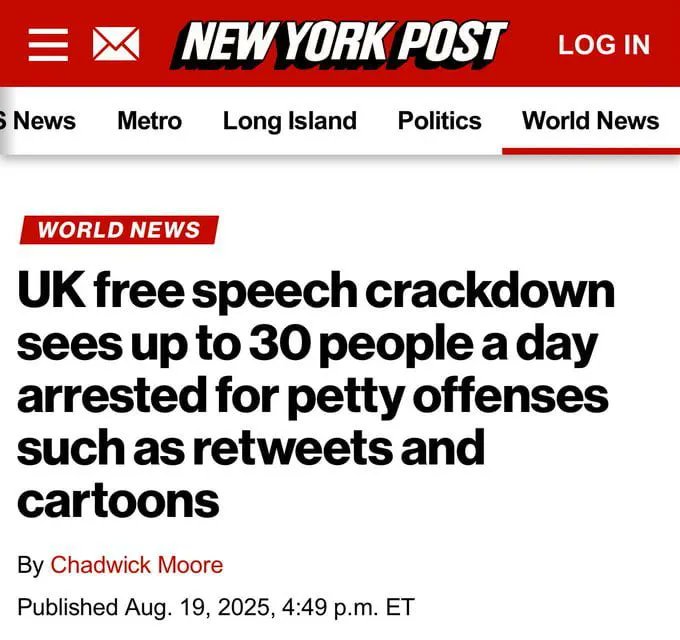 NEW YORK POST
LOG IN
S News Metro Long Island Politics World News
WORLD NEWS
UK free speech crackdown
sees up to 30 people a day
arrested for petty offenses
such as retweets and
cartoons
By Chadwick Moore
Published Aug. 19, 2025, 4:49 p.m. ET